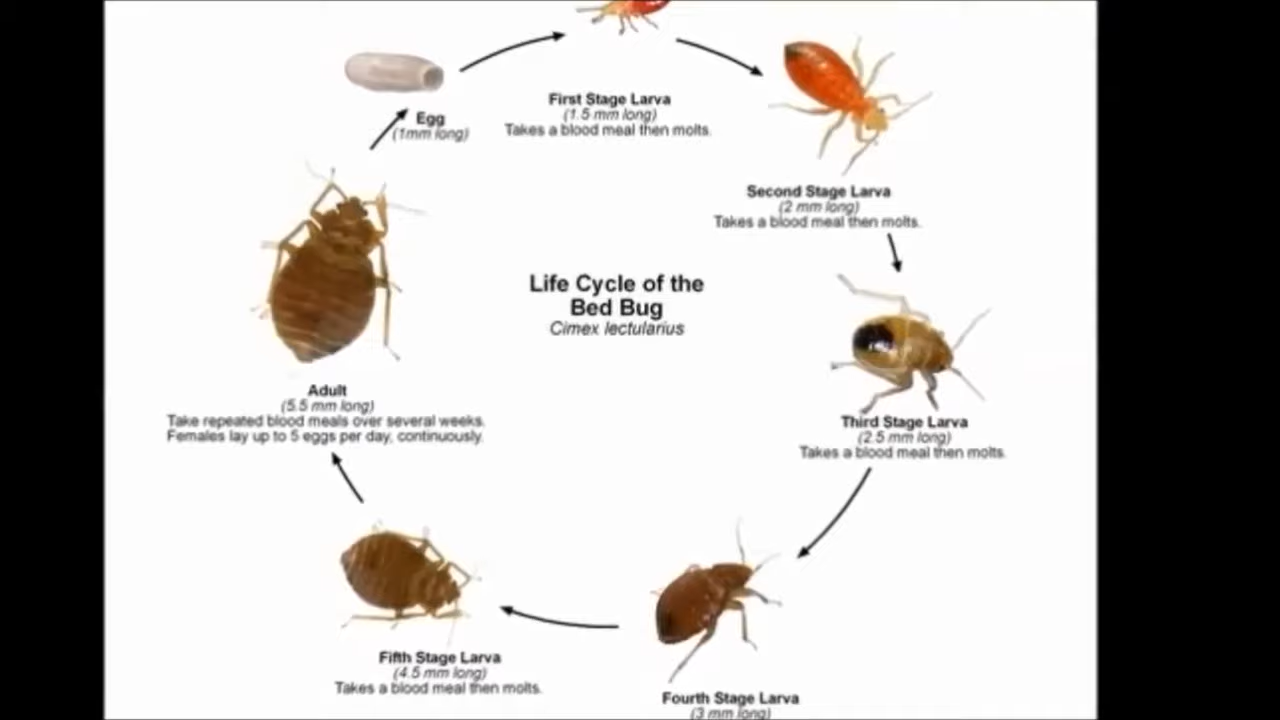 Egg
(1mm long)
First Stage Larva
(1.5 mm long)
Takes a blood meal then molts.
Second Stage Larva
(2 mm long)
Takes a blood meal then molts.
Life Cycle of the
Bed Bug
Cimex lectularius
Third Stage Larva
(2.5 mm long)
Takes a blood meal then molts.
Fourth Stage Larva
(3 mm long)
Fifth Stage Larva
(4.5 mm long)
Takes a blood meal then molts.
Adult
(5.5 mm long)
Take repeated blood meals over several weeks.
Females lay up to 5 eggs per day, continuously.